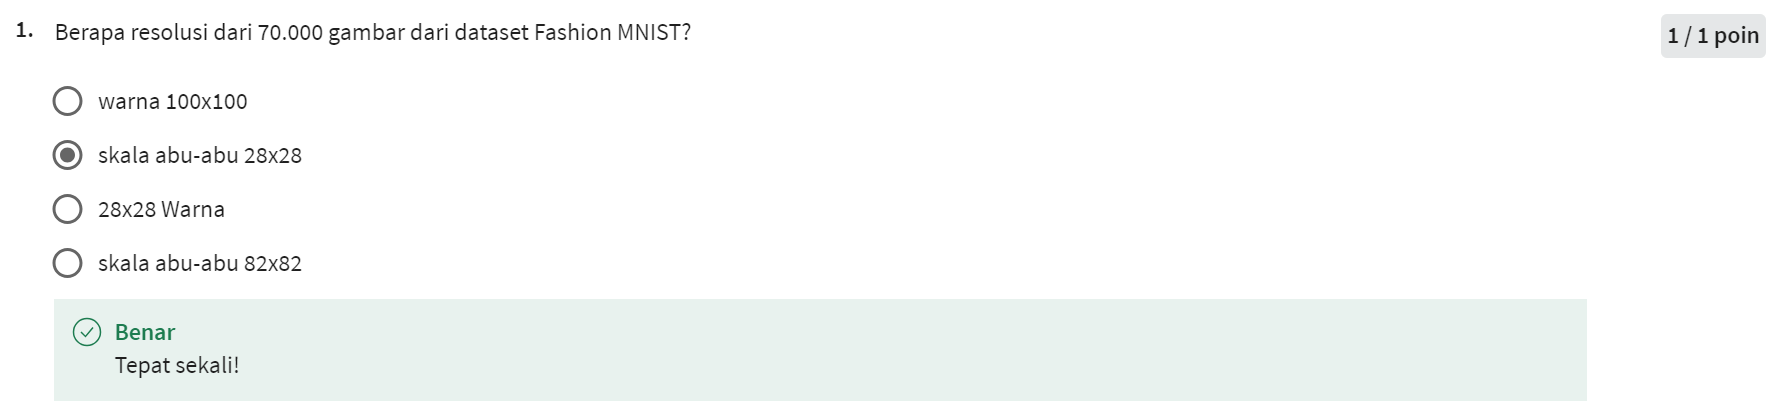 1. Berapa resolusi dari 70.000 gambar dari dataset Fashion MNIST?
1 / 1 poin
warna 100x100
skala abu-abu 28x28
28x28 Warna
skala abu-abu 82x82
Benar
Tepat sekali!